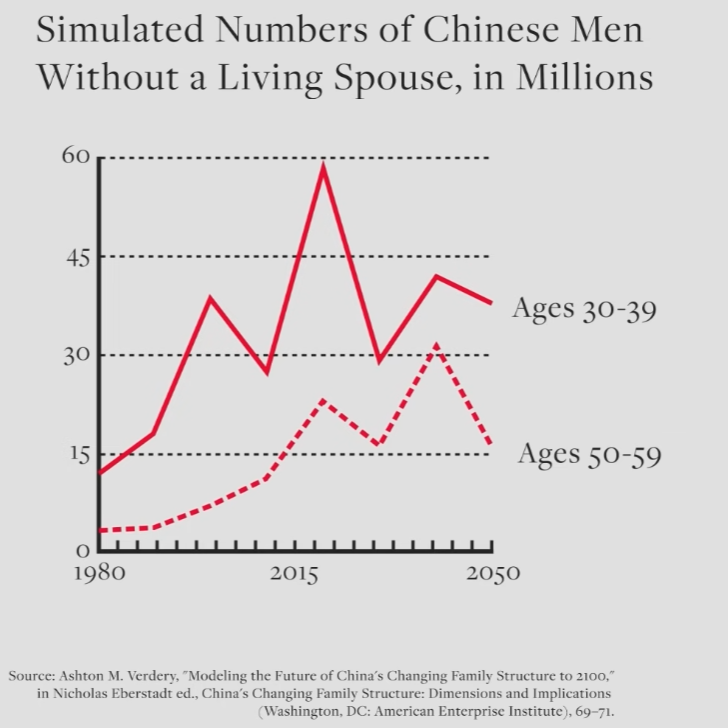 Simulated Numbers of Chinese Men
Without a Living Spouse, in Millions
60
45
30
15
0
1980 2015 2050
Ages 30-39
Ages 50-59
Source: Ashton M. Verdery, "Modeling the Future of China's Changing Family Structure to 2100,"
in Nicholas Eberstadt ed., China's Changing Family Structure: Dimensions and Implications
(Washington, DC: American Enterprise Institute), 69–71.